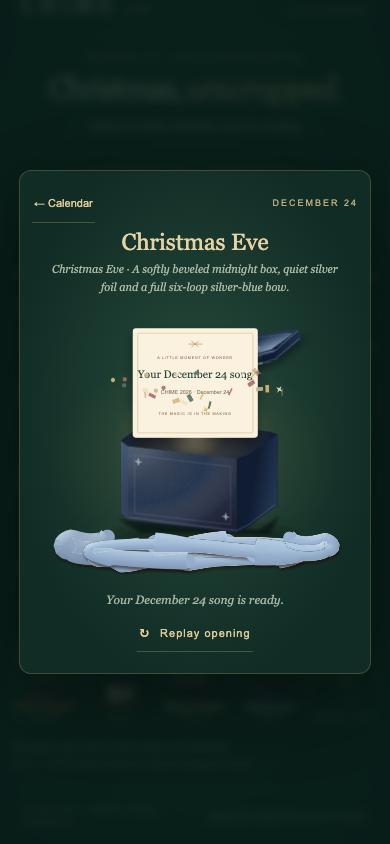 ← Calendar
DECEMBER 24
Christmas Eve
Christmas Eve · A softly beveled midnight box, quiet silver
foil and a full six-loop silver-blue bow.
A LITTLE MOMENT OF WONDER
Your December 24 song
CHIME 2026 · December 24
THE MAGIC IS IN THE MAKING
Your December 24 song is ready.
↻ Replay opening